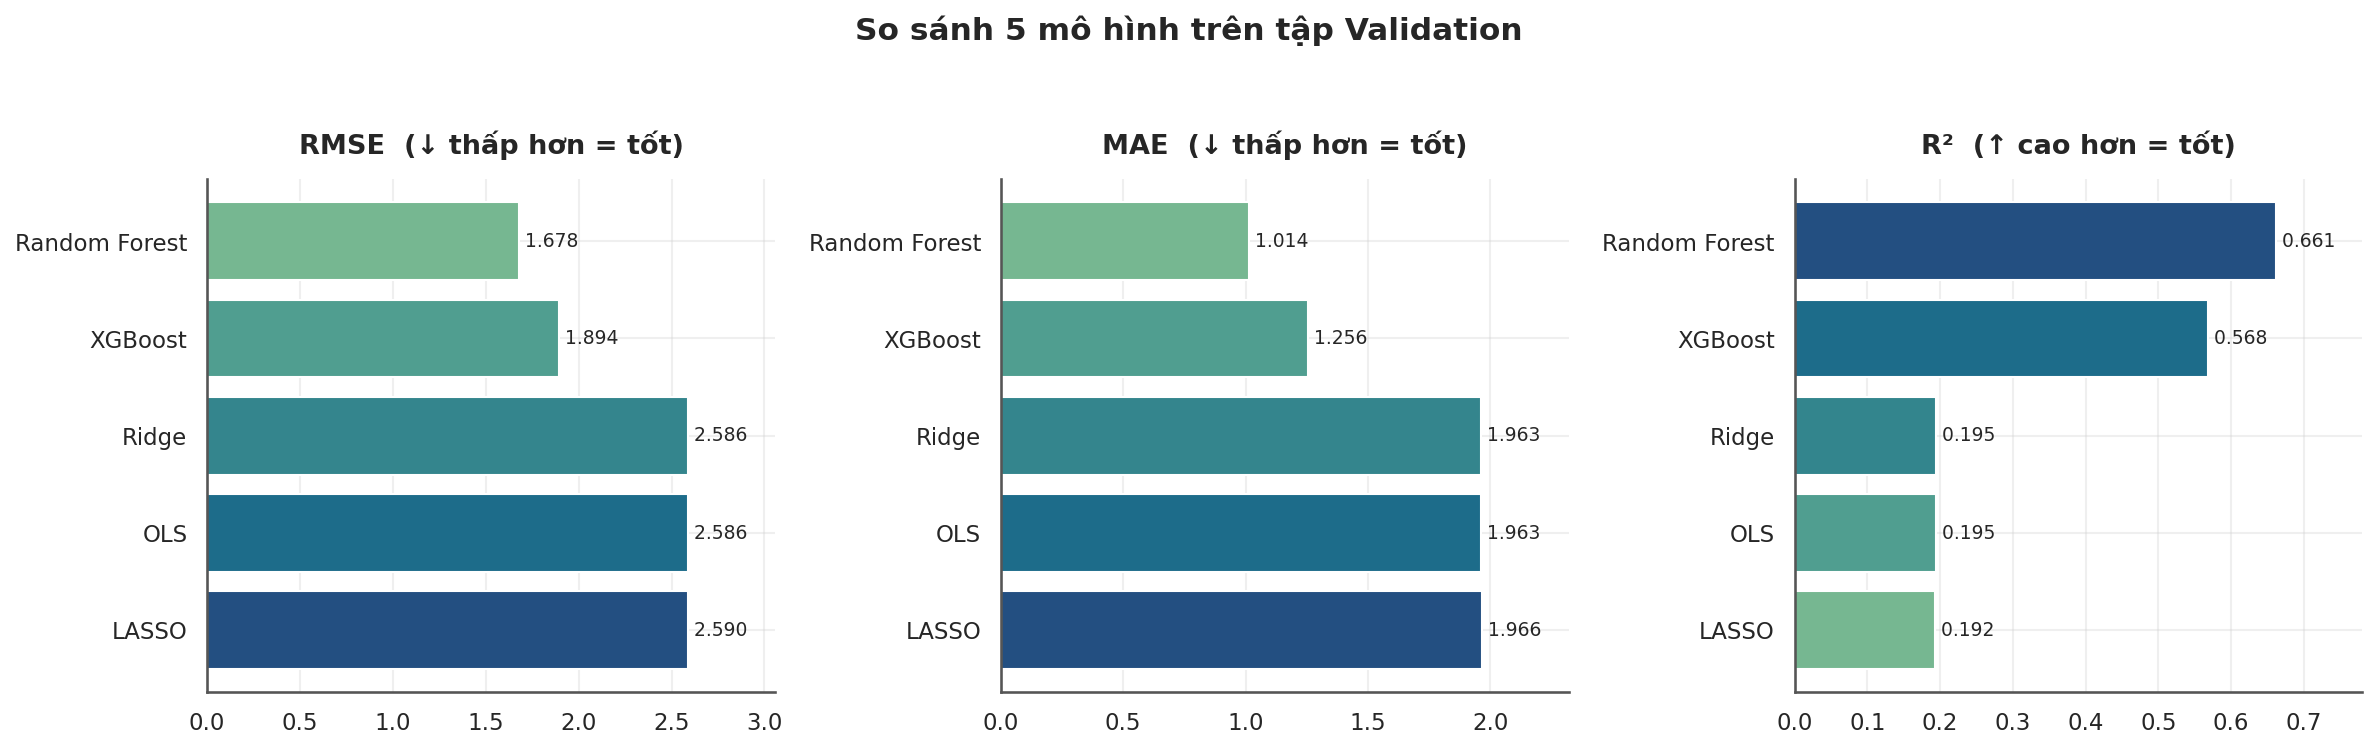 So sánh 5 mô hình trên tập Validation
RMSE (↓ thấp hơn = tốt)
Random Forest
1.678
XGBoost
1.894
Ridge
2.586
OLS
2.586
LASSO
2.590
0.0 0.5 1.0 1.5 2.0 2.5 3.0
MAE (↓ thấp hơn = tốt)
Random Forest
1.014
XGBoost
1.256
Ridge
1.963
OLS
1.963
LASSO
1.966
0.0 0.5 1.0 1.5 2.0
R² (↑ cao hơn = tốt)
Random Forest
0.661
XGBoost
0.568
Ridge
0.195
OLS
0.195
LASSO
0.192
0.0 0.1 0.2 0.3 0.4 0.5 0.6 0.7